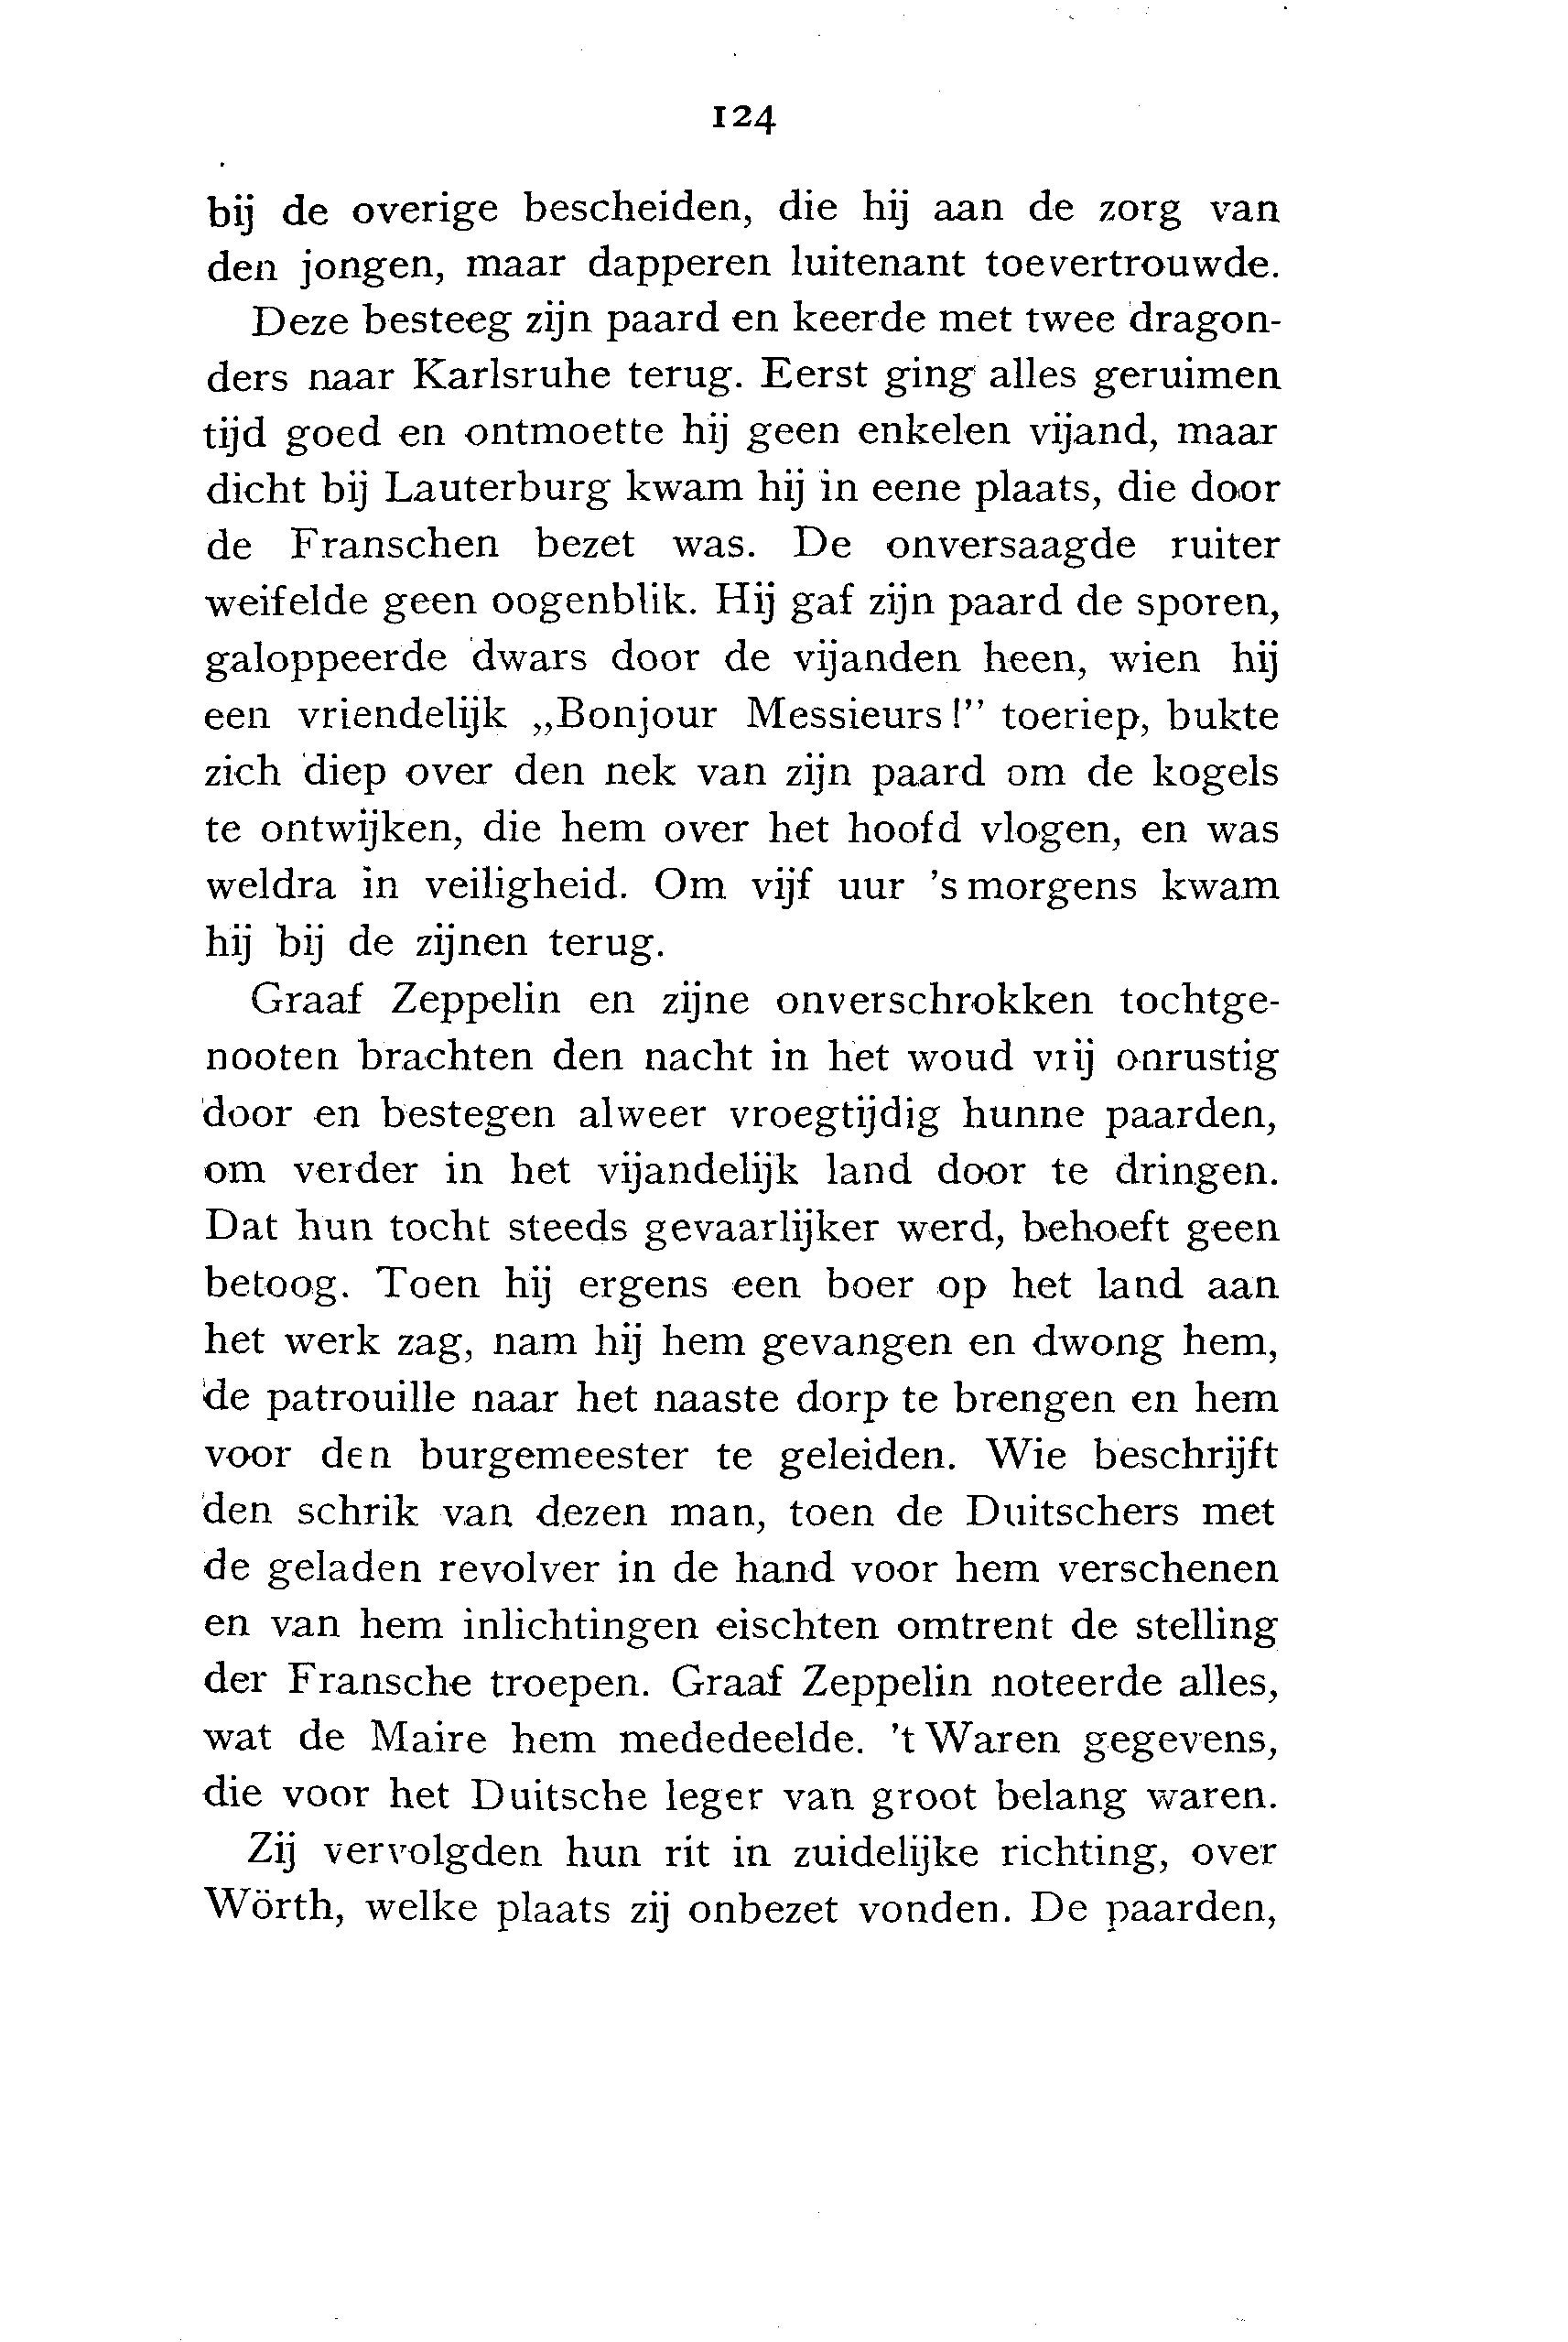 124
bij de overige bescheiden, die hij aan de zorg van
den jongen, maar dapperen luitenant toevertrouwde.
Deze besteeg zijn paard en keerde met twee dragon-
ders naar Karlsruhe terug. Eerst ging alles geruimen
tijd goed en ontmoette hij geen enkelen vijand, maar
dicht bij Lauterburg kwam hij in eene plaats, die door
de Franschen bezet was. De onversaagde ruiter
weifelde geen oogenblik. Hij gaf zijn paard de sporen,
galoppeerde dwars door de vijanden heen, wien hij
een vriendelijk „Bonjour Messieurs!” toeriep, bukte
zich diep over den nek van zijn paard om de kogels
te ontwijken, die hem over het hoofd vlogen, en was
weldra in veiligheid. Om vijf uur 's morgens kwam
hij bij de zijnen terug.
Graaf Zeppelin en zijne onverschrokken tochtge-
nooten brachten den nacht in het woud vrij onrustig
door en bestegen alweer vroegtijdig hunne paarden,
om verder in het vijandelijk land door te dringen.
Dat hun tocht steeds gevaarlijker werd, behoeft geen
betoog. Toen hij ergens een boer op het land aan
het werk zag, nam hij hem gevangen en dwong hem,
de patrouille naar het naaste dorp te brengen en hem
voor den burgemeester te geleiden. Wie beschrijft
den schrik van dezen man, toen de Duitschers met
de geladen revolver in de hand voor hem verschenen
en van hem inlichtingen eischten omtrent de stelling
der Fransche troepen. Graaf Zeppelin noteerde alles,
wat de Maire hem mededeelde. 't Waren gegevens,
die voor het Duitsche leger van groot belang waren.
Zij vervolgden hun rit in zuidelijke richting, over
Wörth, welke plaats zij onbezet vonden. De paarden,